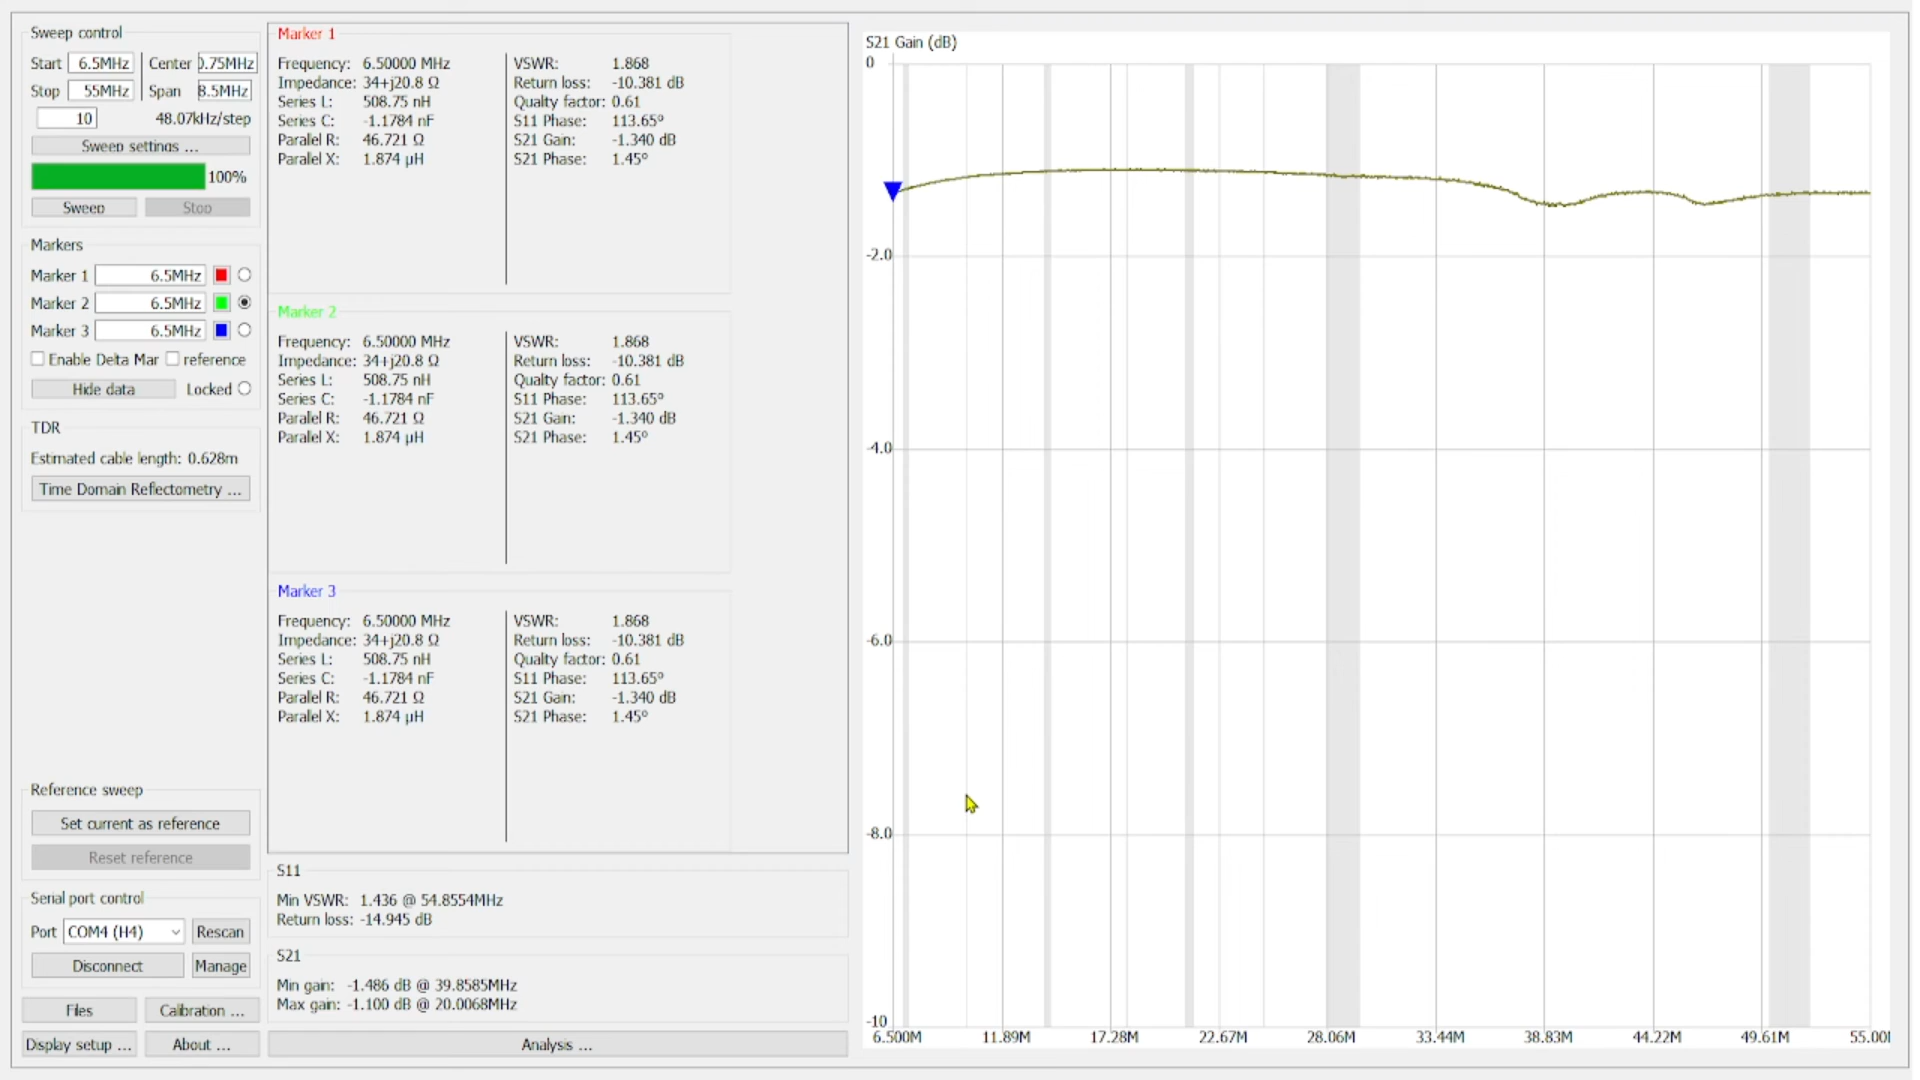 Sweep control
Start 6.5MHz Center 0.75MHz
Stop 55MHz Span 8.5MHz
10 48.07kHz/step
Sweep settings ...
100%
Sweep Stop
Markers
Marker 1 6.5MHz
Marker 2 6.5MHz
Marker 3 6.5MHz
Enable Delta Mar reference
Hide data Locked
TDR
Estimated cable length: 0.628m
Time Domain Reflectometry ...
Reference sweep
Set current as reference
Reset reference
Serial port control
Port COM4 (H4) Rescan
Disconnect Manage
Files Calibration ...
Display setup ... About ...
Marker 1
Frequency: 6.50000 MHz VSWR: 1.868
Impedance: 34+j20.8 Ω Return loss: -10.381 dB
Series L: 508.75 nH Qualty factor: 0.61
Series C: -1.1784 nF S11 Phase: 113.65°
Parallel R: 46.721 Ω S21 Gain: -1.340 dB
Parallel X: 1.874 μH S21 Phase: 1.45°
Marker 2
Frequency: 6.50000 MHz VSWR: 1.868
Impedance: 34+j20.8 Ω Return loss: -10.381 dB
Series L: 508.75 nH Qualty factor: 0.61
Series C: -1.1784 nF S11 Phase: 113.65°
Parallel R: 46.721 Ω S21 Gain: -1.340 dB
Parallel X: 1.874 μH S21 Phase: 1.45°
Marker 3
Frequency: 6.50000 MHz VSWR: 1.868
Impedance: 34+j20.8 Ω Return loss: -10.381 dB
Series L: 508.75 nH Qualty factor: 0.61
Series C: -1.1784 nF S11 Phase: 113.65°
Parallel R: 46.721 Ω S21 Gain: -1.340 dB
Parallel X: 1.874 μH S21 Phase: 1.45°
S11
Min VSWR: 1.436 @ 54.8554MHz
Return loss: -14.945 dB
S21
Min gain: -1.486 dB @ 39.8585MHz
Max gain: -1.100 dB @ 20.0068MHz
Analysis ...
S21 Gain (dB)
0
-2.0
-4.0
-6.0
-8.0
-10
6.500M 11.89M 17.28M 22.67M 28.06M 33.44M 38.83M 44.22M 49.61M 55.00